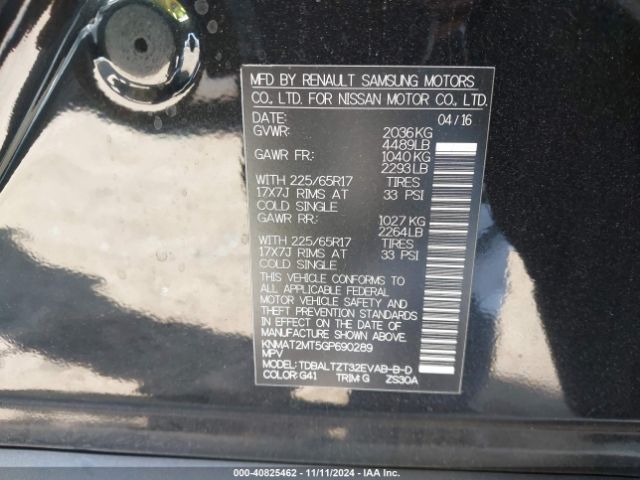 MFD BY RENAULT SAMSUNG MOTORS
CO., LTD. FOR NISSAN MOTOR CO., LTD.
DATE: 04/16
GVWR: 2036KG
4489LB
GAWR FR: 1040 KG
2293LB
WITH 225/65R17 TIRES
17X7J RIMS AT 33 PSI
COLD SINGLE
GAWR RR: 1027 KG
2264LB
WITH 225/65R17 TIRES
17X7J RIMS AT 33 PSI
COLD SINGLE
THIS VEHICLE CONFORMS TO
ALL APPLICABLE FEDERAL
MOTOR VEHICLE SAFETY AND
THEFT PREVENTION STANDARDS
IN EFFECT ON THE DATE OF
MANUFACTURE SHOWN ABOVE.
KNMAT2MT5GP690289
MPV
MODEL: TDBALTZT32EVAB-B-D
COLOR: G41 TRIM: G ZS30A
000-40825462 - 11/11/2024 - IAA Inc.